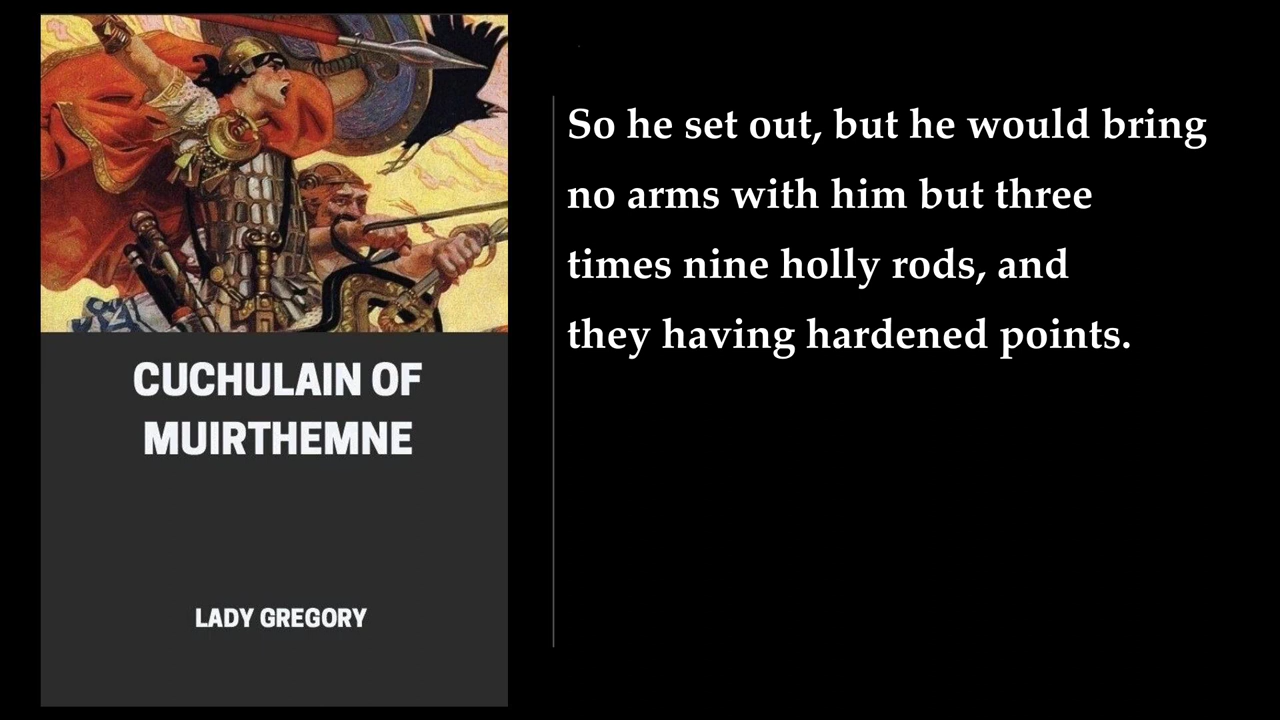 CUCHULAIN OF
MUIRTHEMNE
LADY GREGORY
So he set out, but he would bring
no arms with him but three
times nine holly rods, and
they having hardened points.